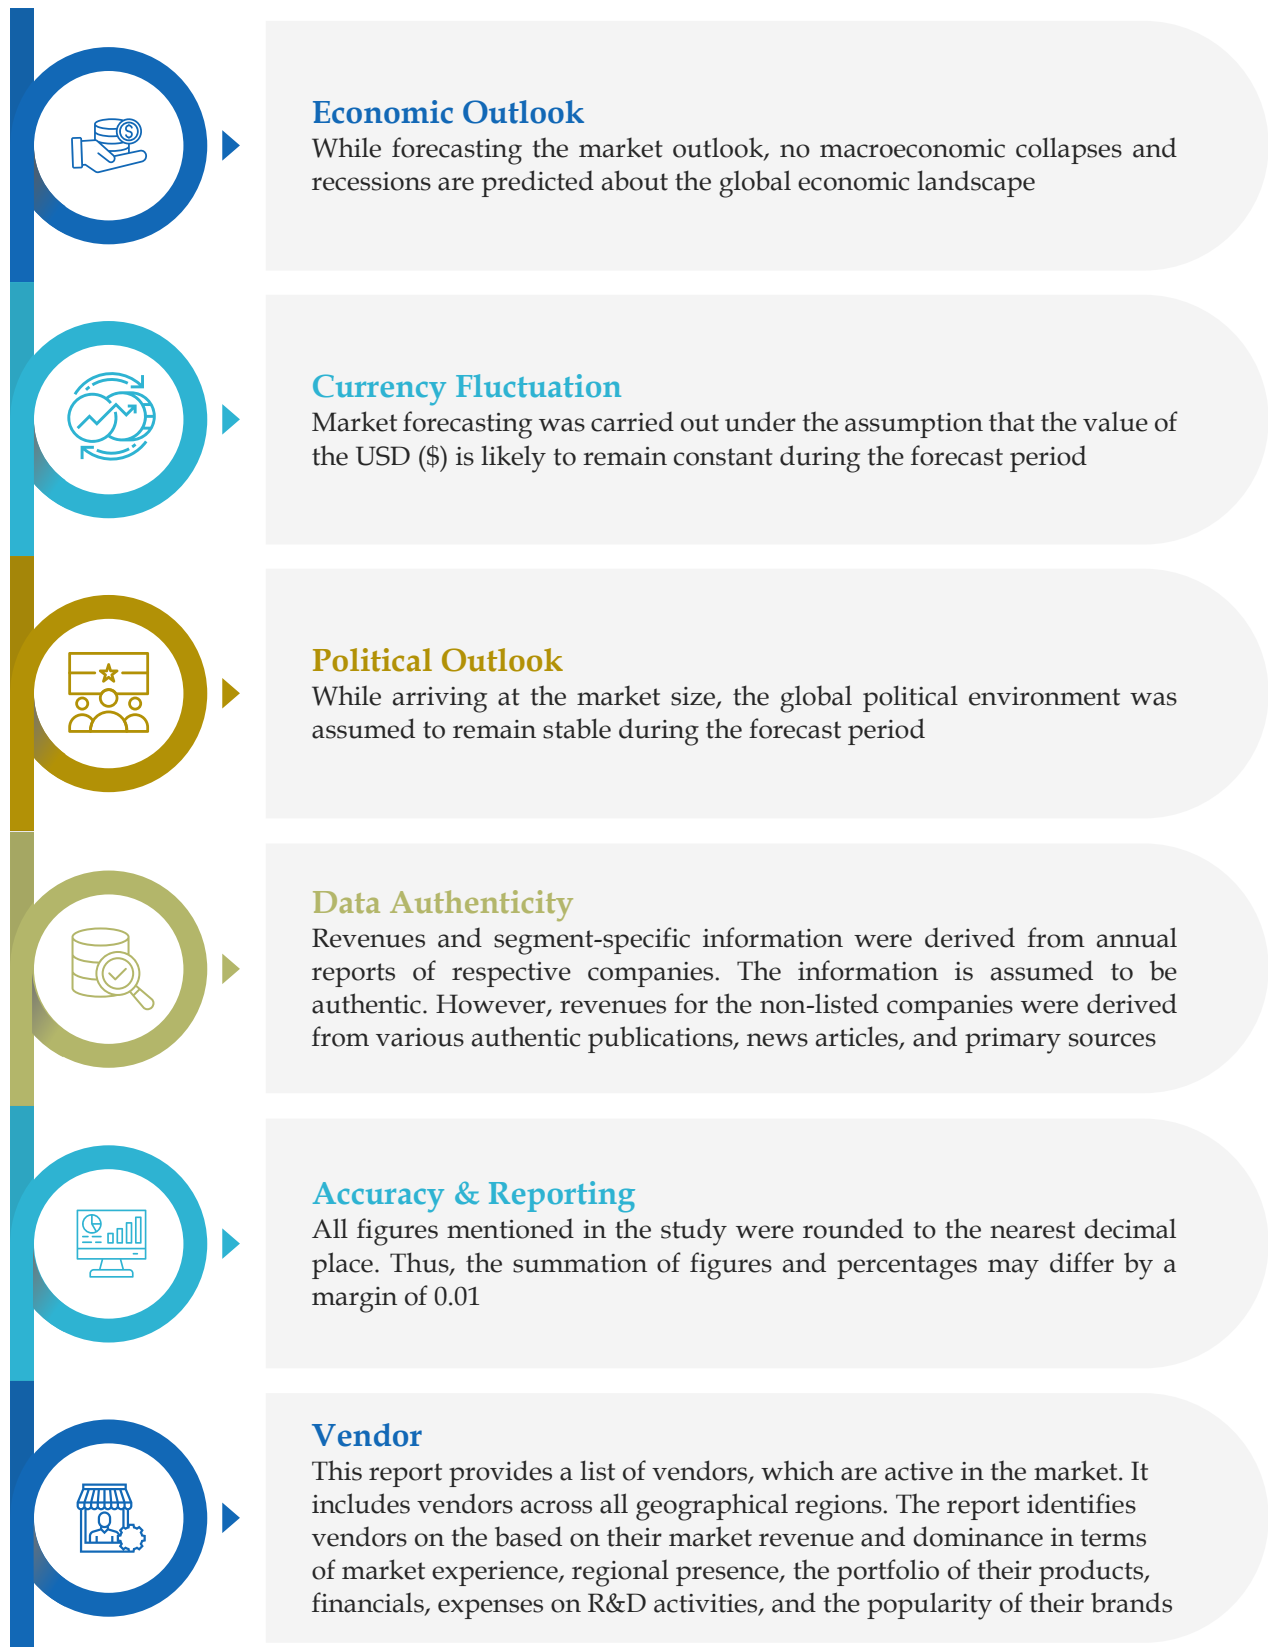 Economic Outlook
While forecasting the market outlook, no macroeconomic collapses and
recessions are predicted about the global economic landscape
Currency Fluctuation
Market forecasting was carried out under the assumption that the value of
the USD ($) is likely to remain constant during the forecast period
Political Outlook
While arriving at the market size, the global political environment was
assumed to remain stable during the forecast period
Data Authenticity
Revenues and segment-specific information were derived from annual
reports of respective companies. The information is assumed to be
authentic. However, revenues for the non-listed companies were derived
from various authentic publications, news articles, and primary sources
Accuracy & Reporting
All figures mentioned in the study were rounded to the nearest decimal
place. Thus, the summation of figures and percentages may differ by a
margin of 0.01
Vendor
This report provides a list of vendors, which are active in the market. It
includes vendors across all geographical regions. The report identifies
vendors on the based on their market revenue and dominance in terms
of market experience, regional presence, the portfolio of their products,
financials, expenses on R&D activities, and the popularity of their brands